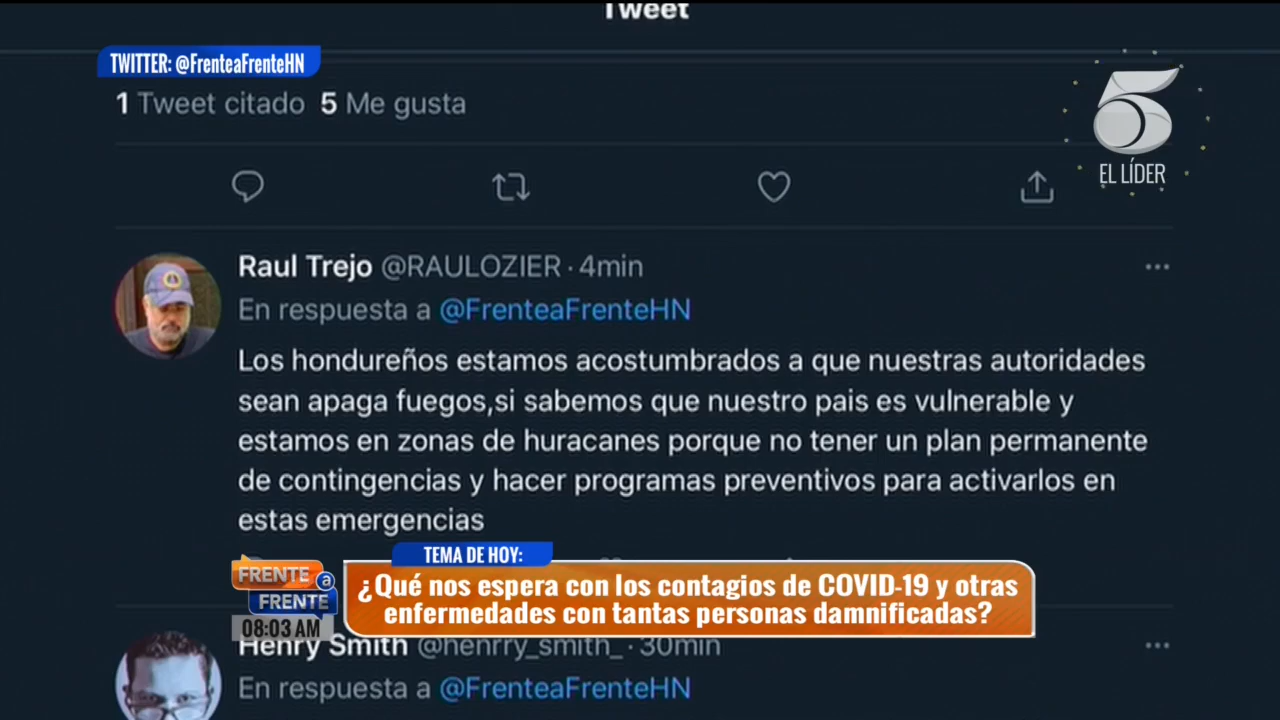 Tweet
TWITTER: @FrenteaFrenteHN
5
EL LÍDER
1 Tweet citado 5 Me gusta
Raul Trejo @RAULOZIER · 4min
En respuesta a @FrenteaFrenteHN
Los hondureños estamos acostumbrados a que nuestras autoridades
sean apaga fuegos,si sabemos que nuestro pais es vulnerable y
estamos en zonas de huracanes porque no tener un plan permanente
de contingencias y hacer programas preventivos para activarlos en
estas emergencias
TEMA DE HOY:
FRENTE a
FRENTE
08:03 AM
¿Qué nos espera con los contagios de COVID-19 y otras
enfermedades con tantas personas damnificadas?
Henry Smith @henrry_smith_ · 30min
En respuesta a @FrenteaFrenteHN